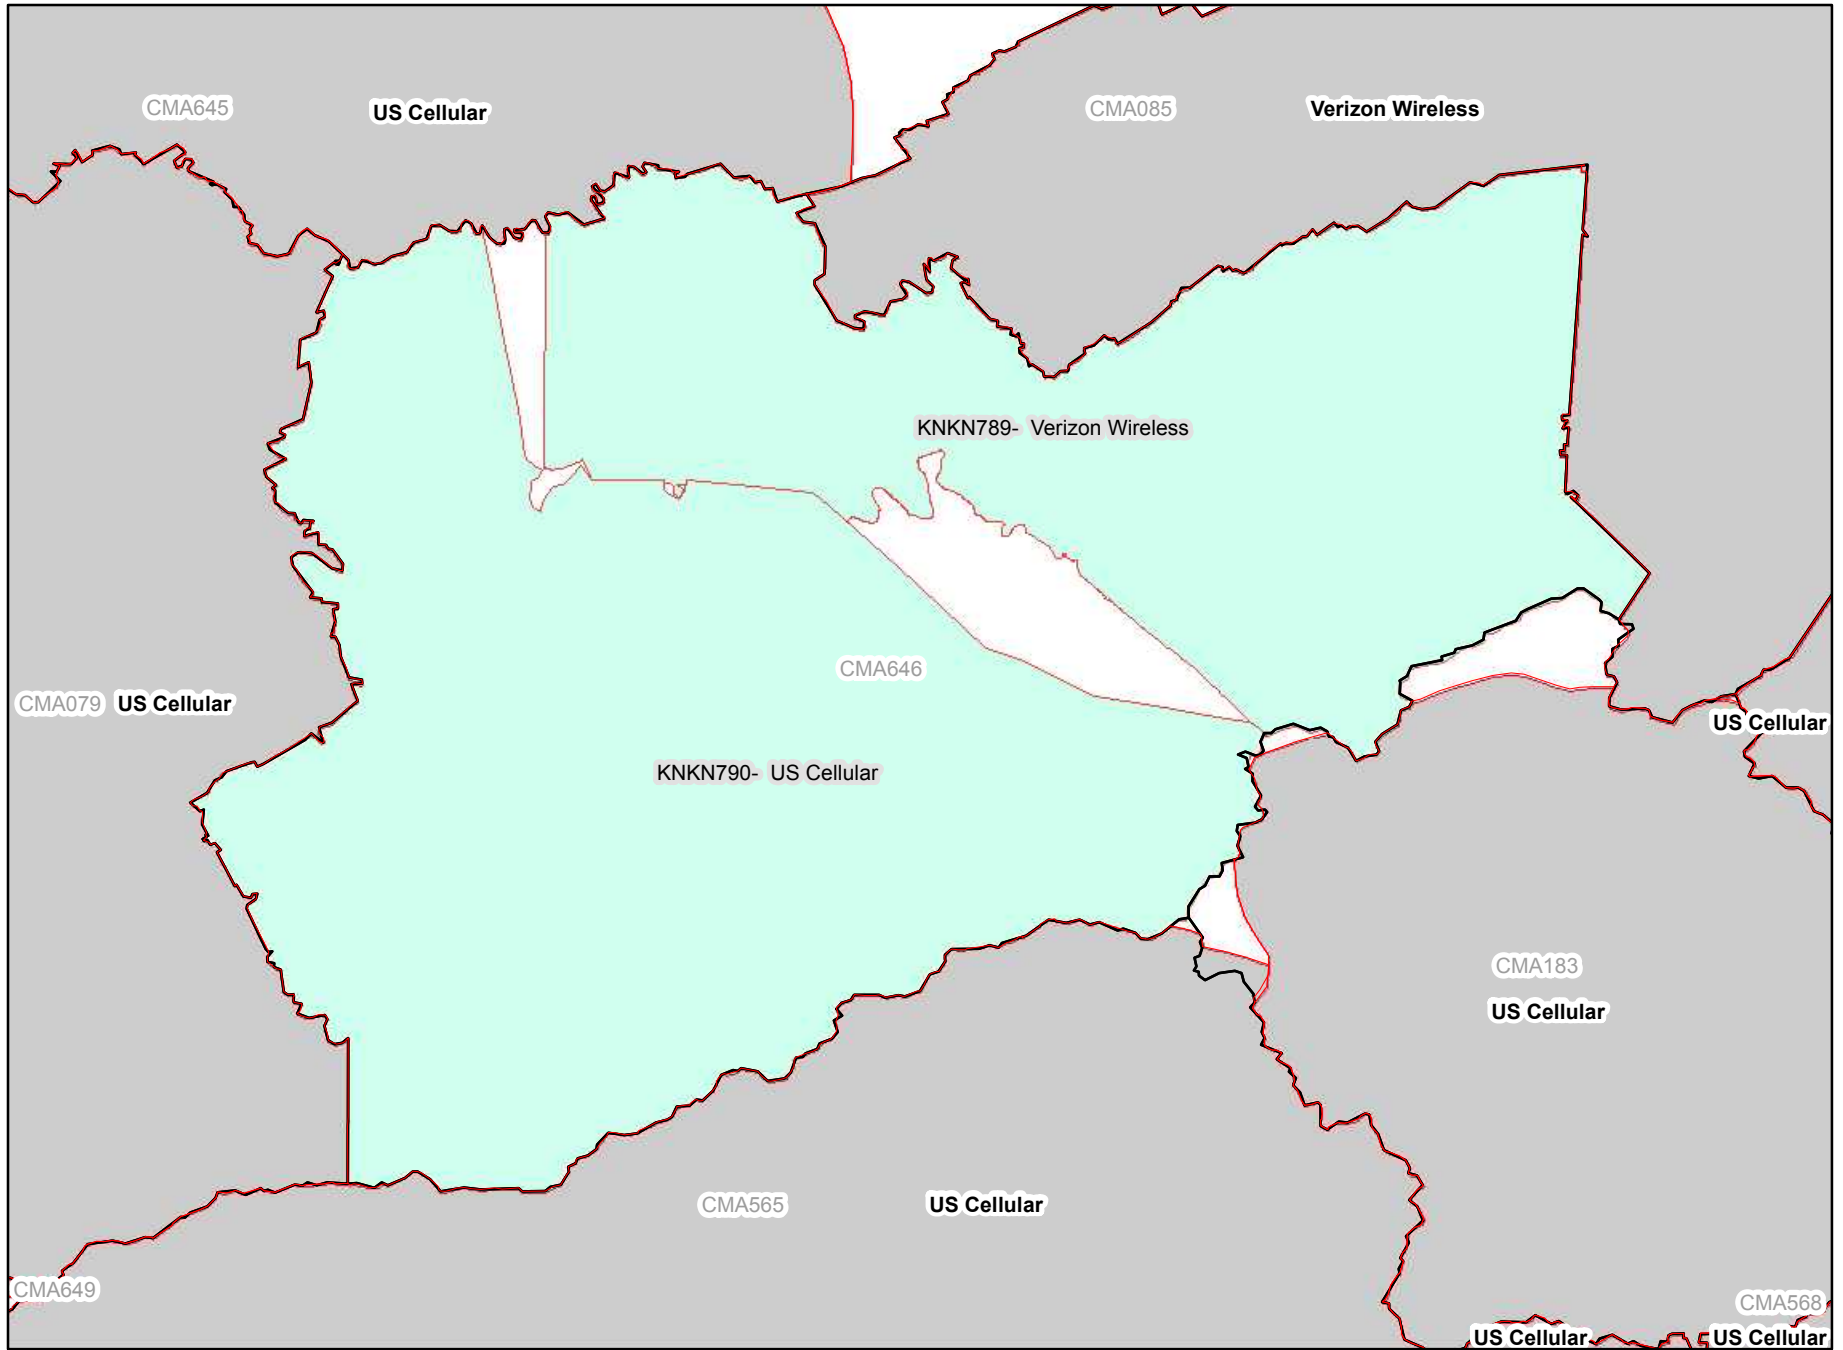 CMA645
US Cellular
CMA085
Verizon Wireless
KNKN789- Verizon Wireless
CMA646
CMA079 US Cellular
US Cellular
KNKN790- US Cellular
CMA183
US Cellular
CMA565
US Cellular
CMA649
CMA568
US Cellular
US Cellular